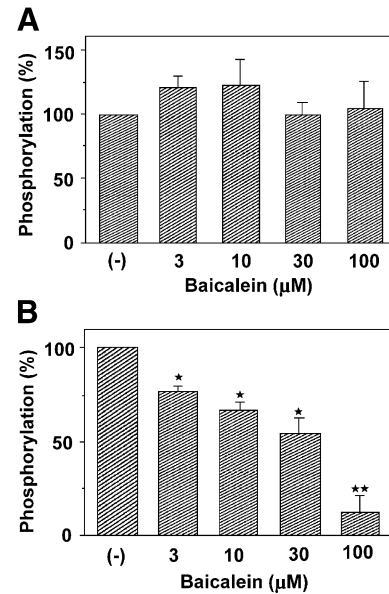 A
Phosphorylation (%)
150
100
50
0
(-) 3 10 30 100
Baicalein (μM)
B
Phosphorylation (%)
100
50
0
★ ★ ★ ★★
(-) 3 10 30 100
Baicalein (μM)